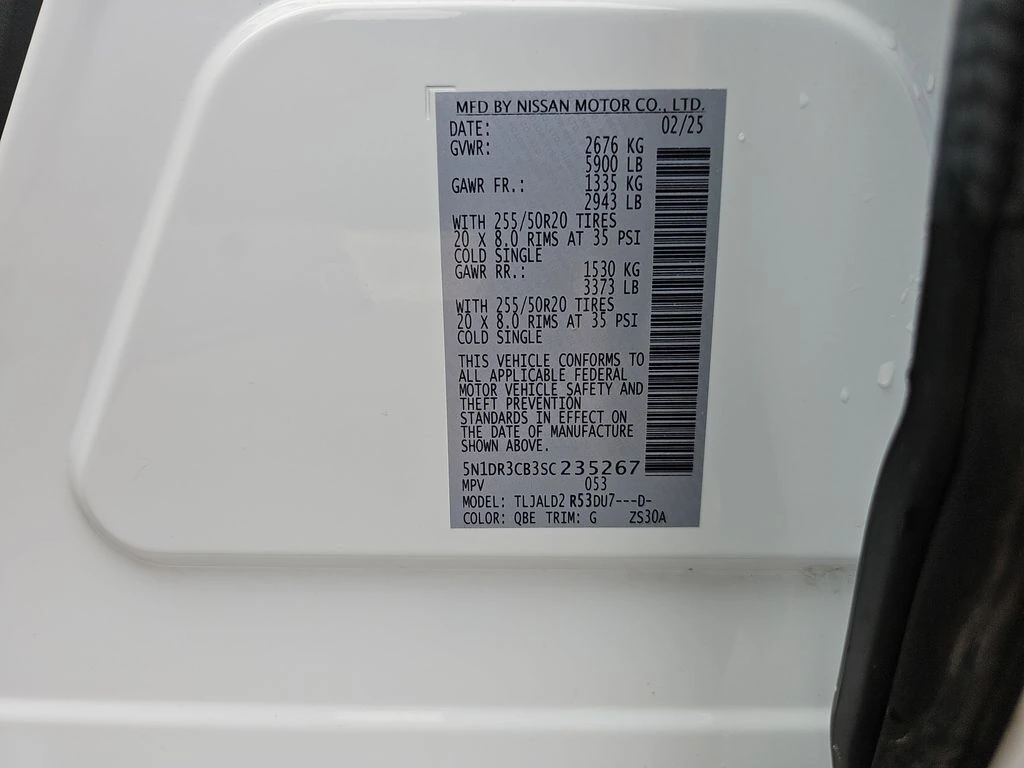 MFD BY NISSAN MOTOR CO., LTD.
DATE: 02/25
GVWR: 2676 KG
5900 LB
GAWR FR.: 1335 KG
2943 LB
WITH 255/50R20 TIRES
20 X 8.0 RIMS AT 35 PSI
COLD SINGLE
GAWR RR.: 1530 KG
3373 LB
WITH 255/50R20 TIRES
20 X 8.0 RIMS AT 35 PSI
COLD SINGLE
THIS VEHICLE CONFORMS TO
ALL APPLICABLE FEDERAL
MOTOR VEHICLE SAFETY AND
THEFT PREVENTION
STANDARDS IN EFFECT ON
THE DATE OF MANUFACTURE
SHOWN ABOVE.
5N1DR3CB3SC235267
MPV 053
MODEL: TLJALD2 R53DU7---D-
COLOR: QBE TRIM: G ZS30A